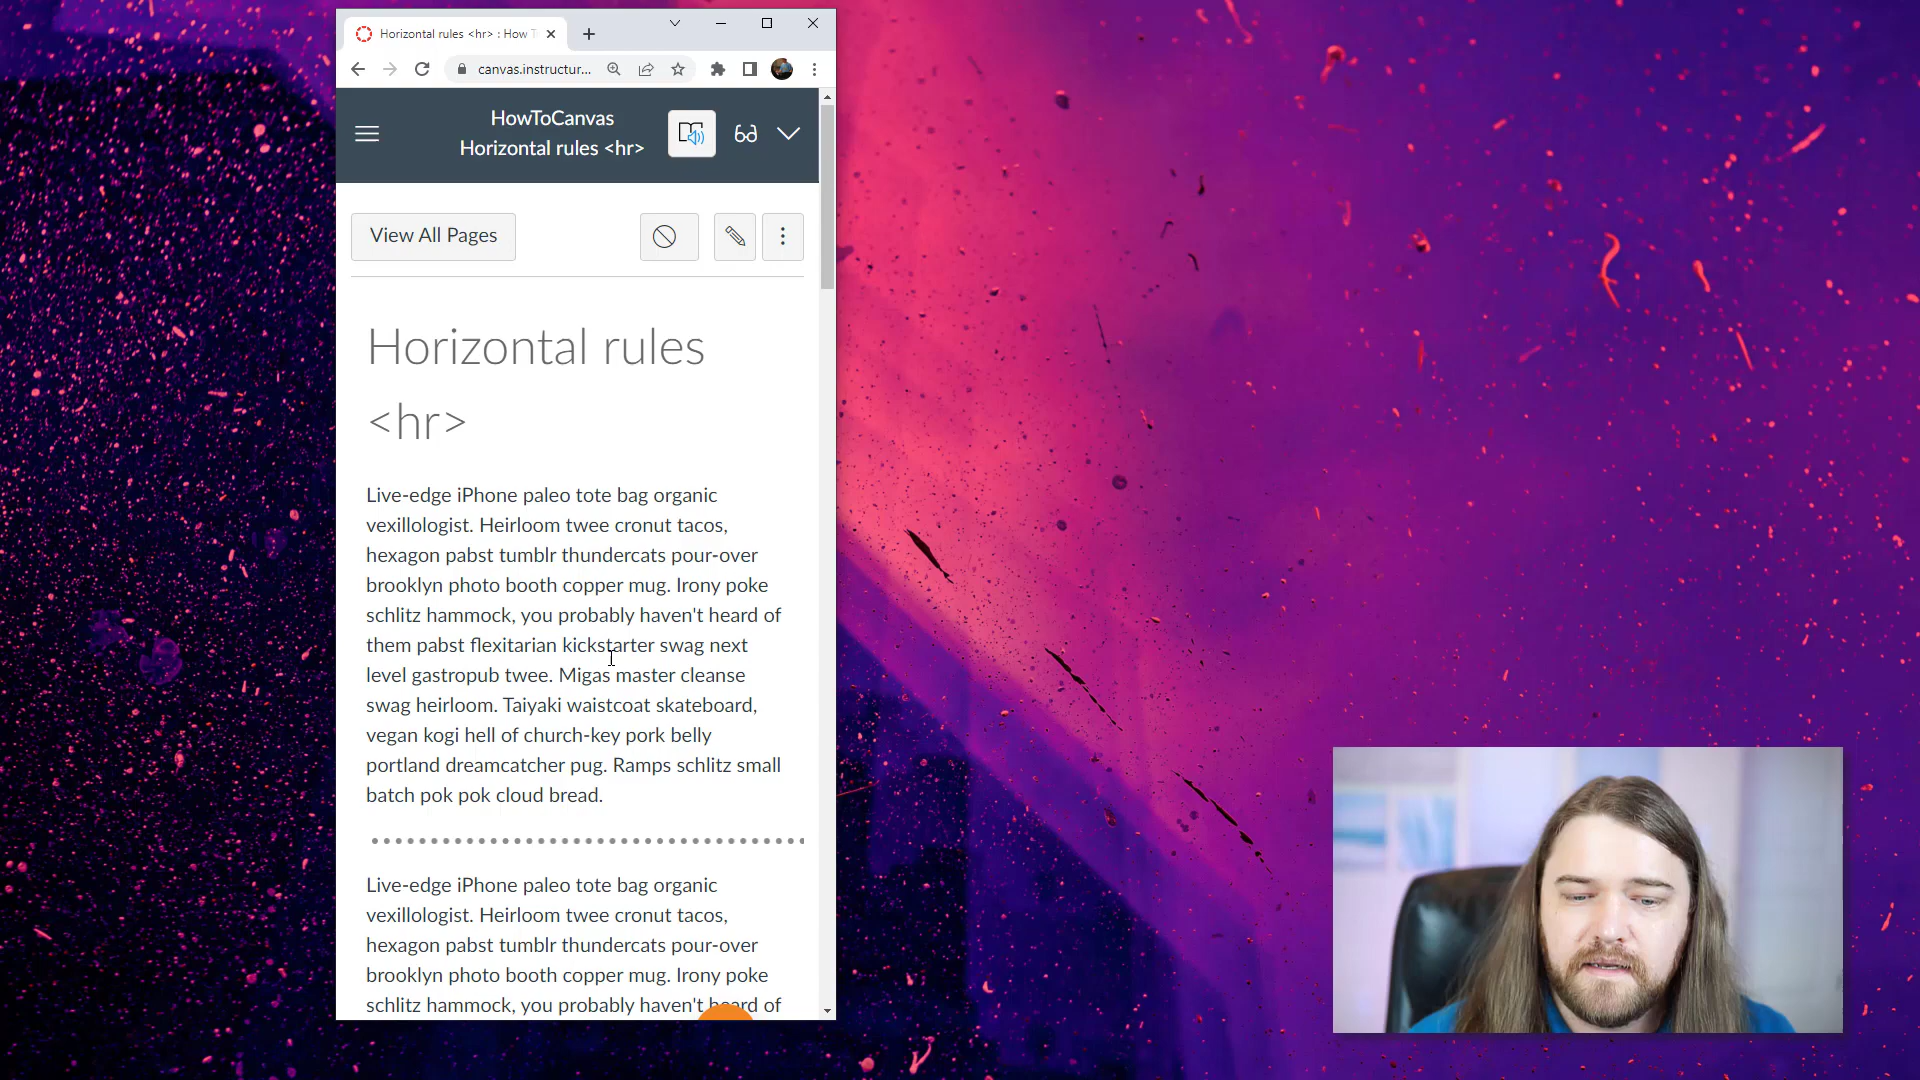 Horizontal rules <hr> : How T
canvas.instructur...
HowToCanvas
Horizontal rules <hr>
View All Pages
Horizontal rules
<hr>
Live-edge iPhone paleo tote bag organic
vexillologist. Heirloom twee cronut tacos,
hexagon pabst tumblr thundercats pour-over
brooklyn photo booth copper mug. Irony poke
schlitz hammock, you probably haven't heard of
them pabst flexitarian kickstarter swag next
level gastropub twee. Migas master cleanse
swag heirloom. Taiyaki waistcoat skateboard,
vegan kogi hell of church-key pork belly
portland dreamcatcher pug. Ramps schlitz small
batch pok pok cloud bread.
Live-edge iPhone paleo tote bag organic
vexillologist. Heirloom twee cronut tacos,
hexagon pabst tumblr thundercats pour-over
brooklyn photo booth copper mug. Irony poke
schlitz hammock, you probably haven't heard of